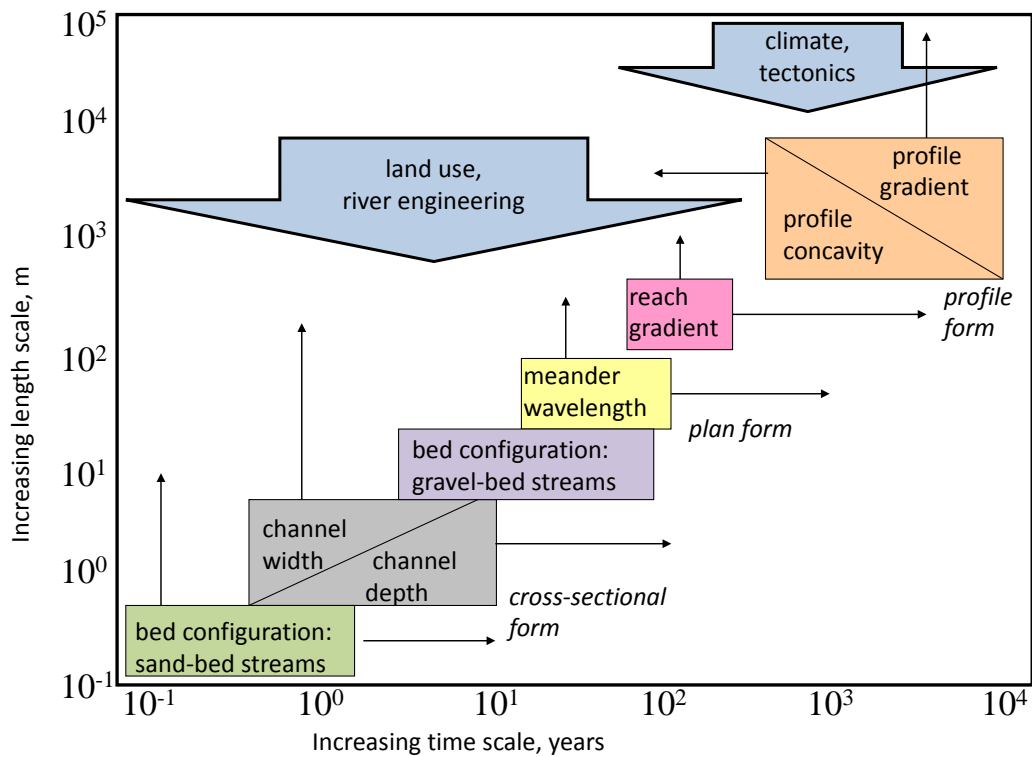 10^5
climate,
tectonics
10^4
land use,
river engineering
profile
gradient
profile
concavity
10^3
reach
gradient
profile
form
10^2
meander
wavelength
plan form
bed configuration:
gravel-bed streams
10^1
channel
width
channel
depth
10^0
cross-sectional
form
bed configuration:
sand-bed streams
10^-1
Increasing length scale, m
10^-1 10^0 10^1 10^2 10^3 10^4
Increasing time scale, years